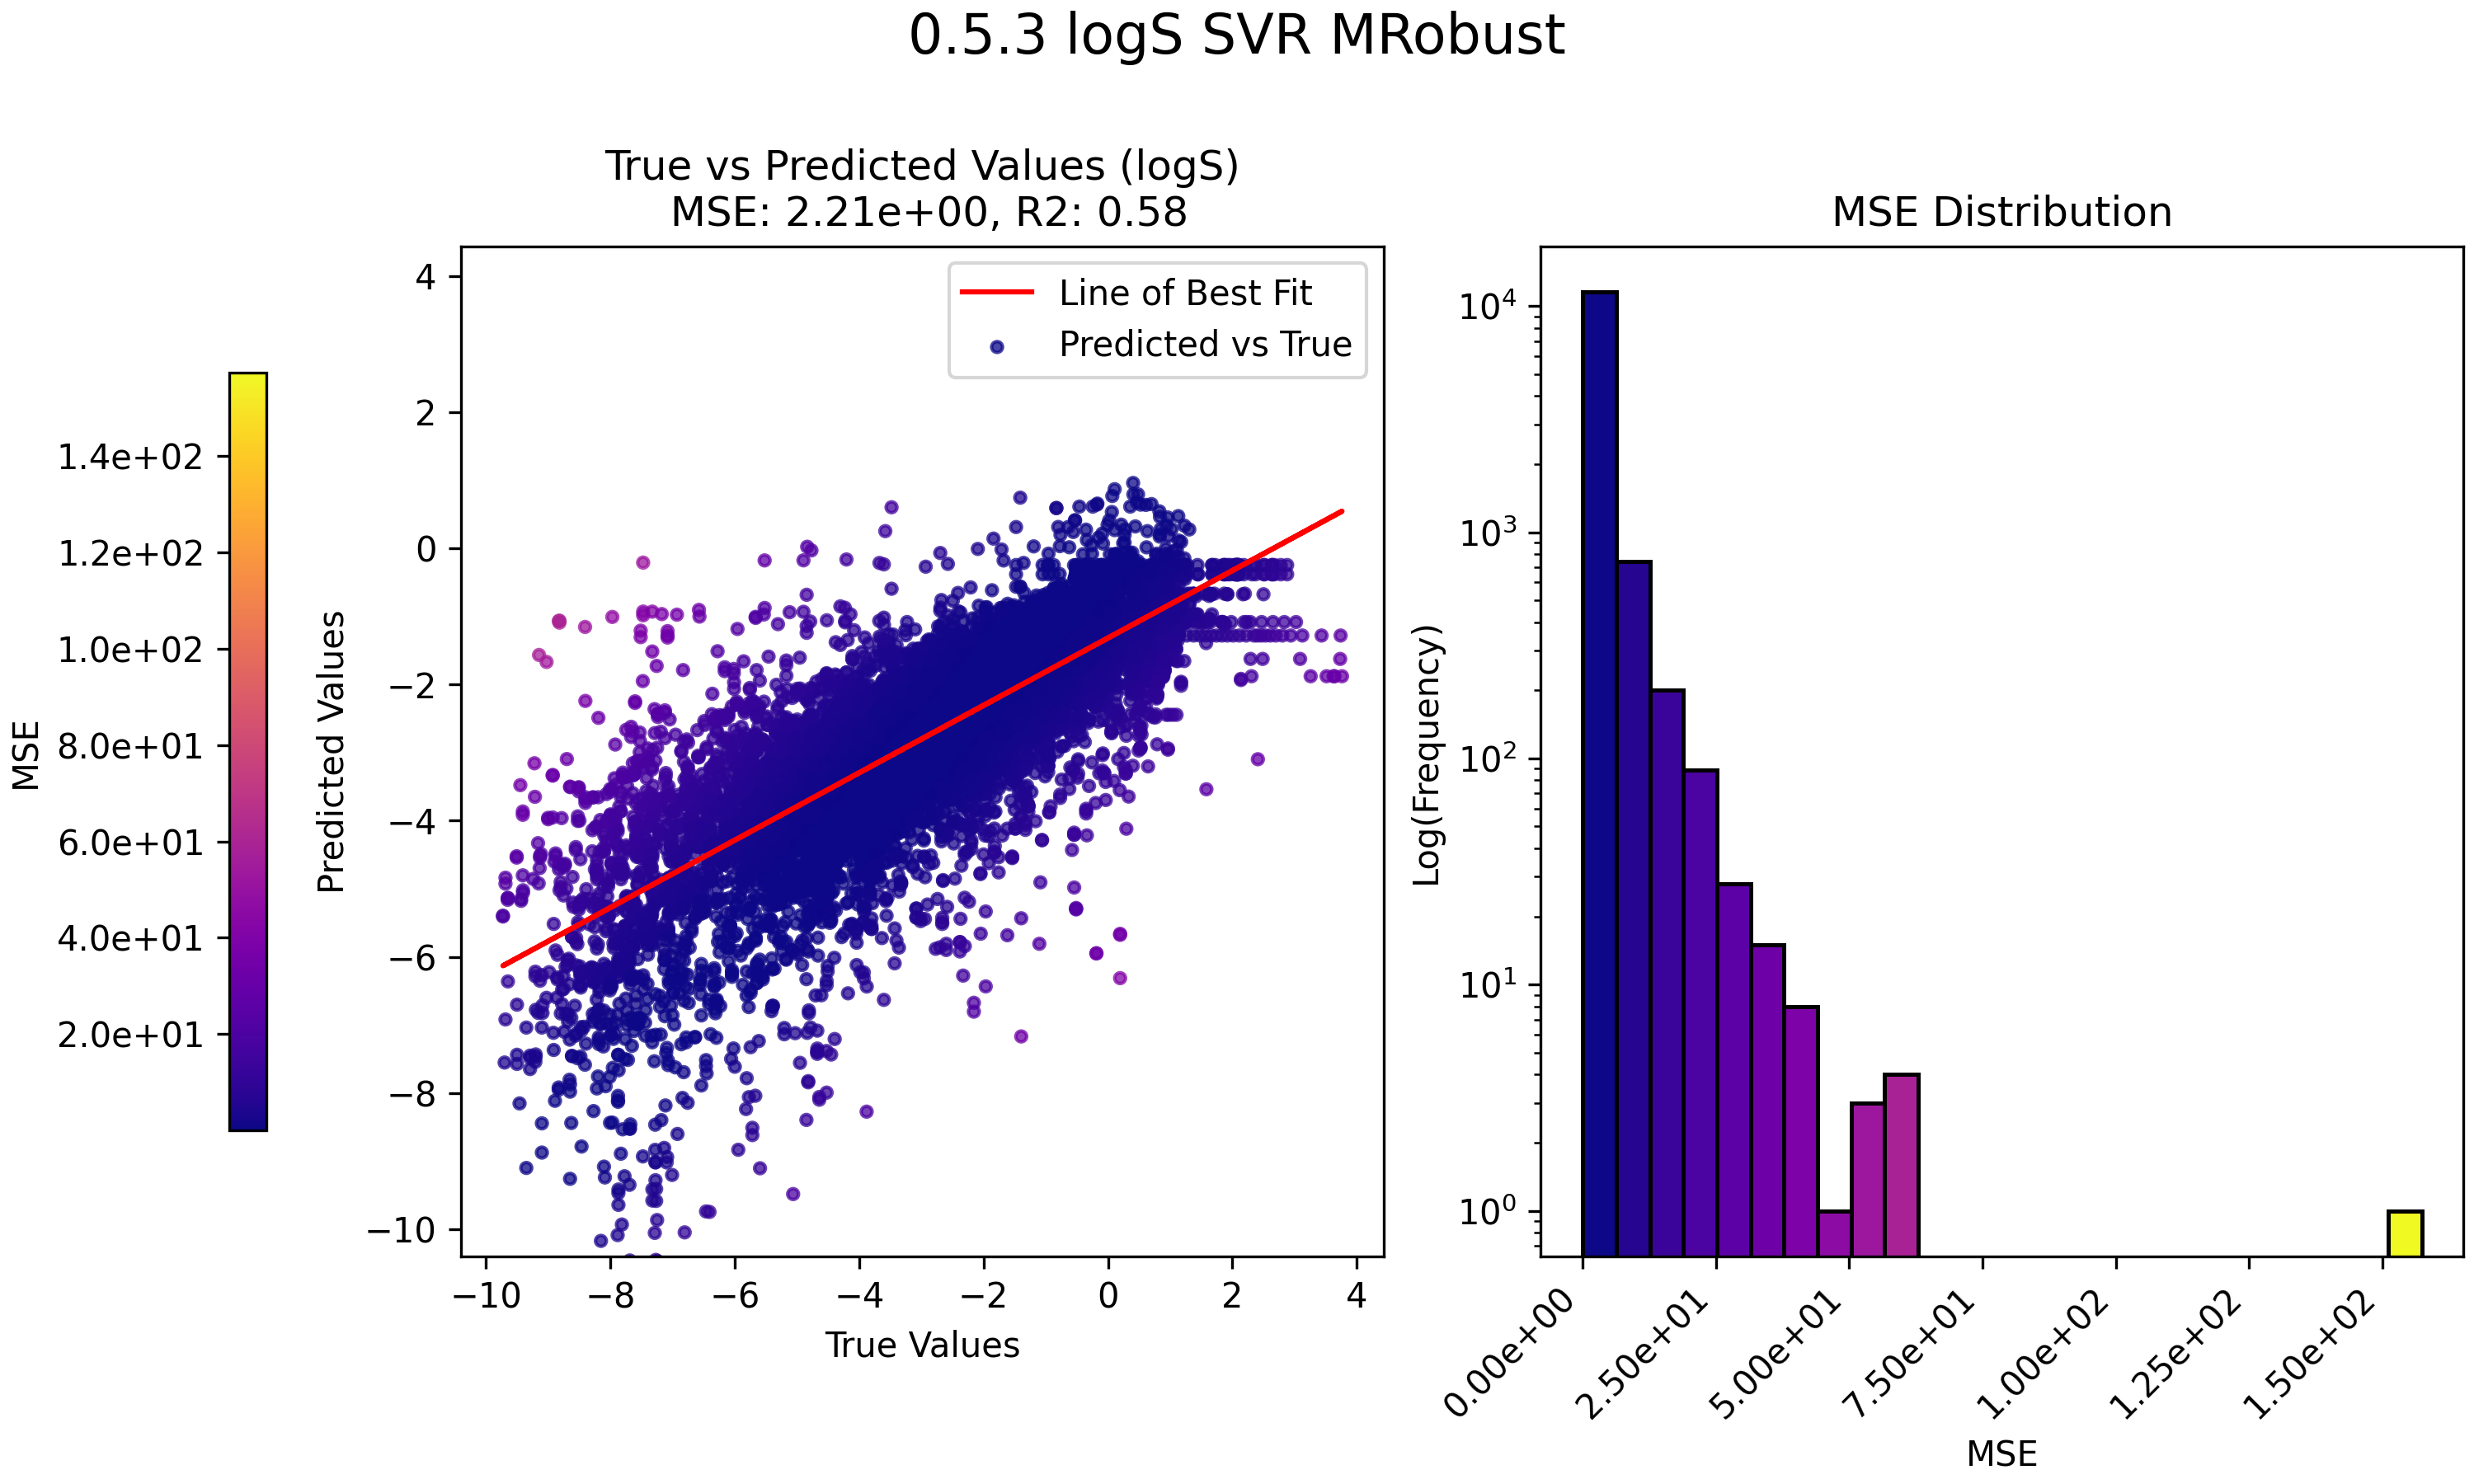 0.5.3 logS SVR MRobust
True vs Predicted Values (logS)
MSE: 2.21e+00, R2: 0.58
MSE Distribution
MSE
1.4e+02
1.2e+02
1.0e+02
8.0e+01
6.0e+01
4.0e+01
2.0e+01
Predicted Values
4
2
0
−2
−4
−6
−8
−10
Line of Best Fit
Predicted vs True
−10 −8 −6 −4 −2 0 2 4
True Values
Log(Frequency)
10⁴
10³
10²
10¹
10⁰
0.00e+00 2.50e+01 5.00e+01 7.50e+01 1.00e+02 1.25e+02 1.50e+02
MSE